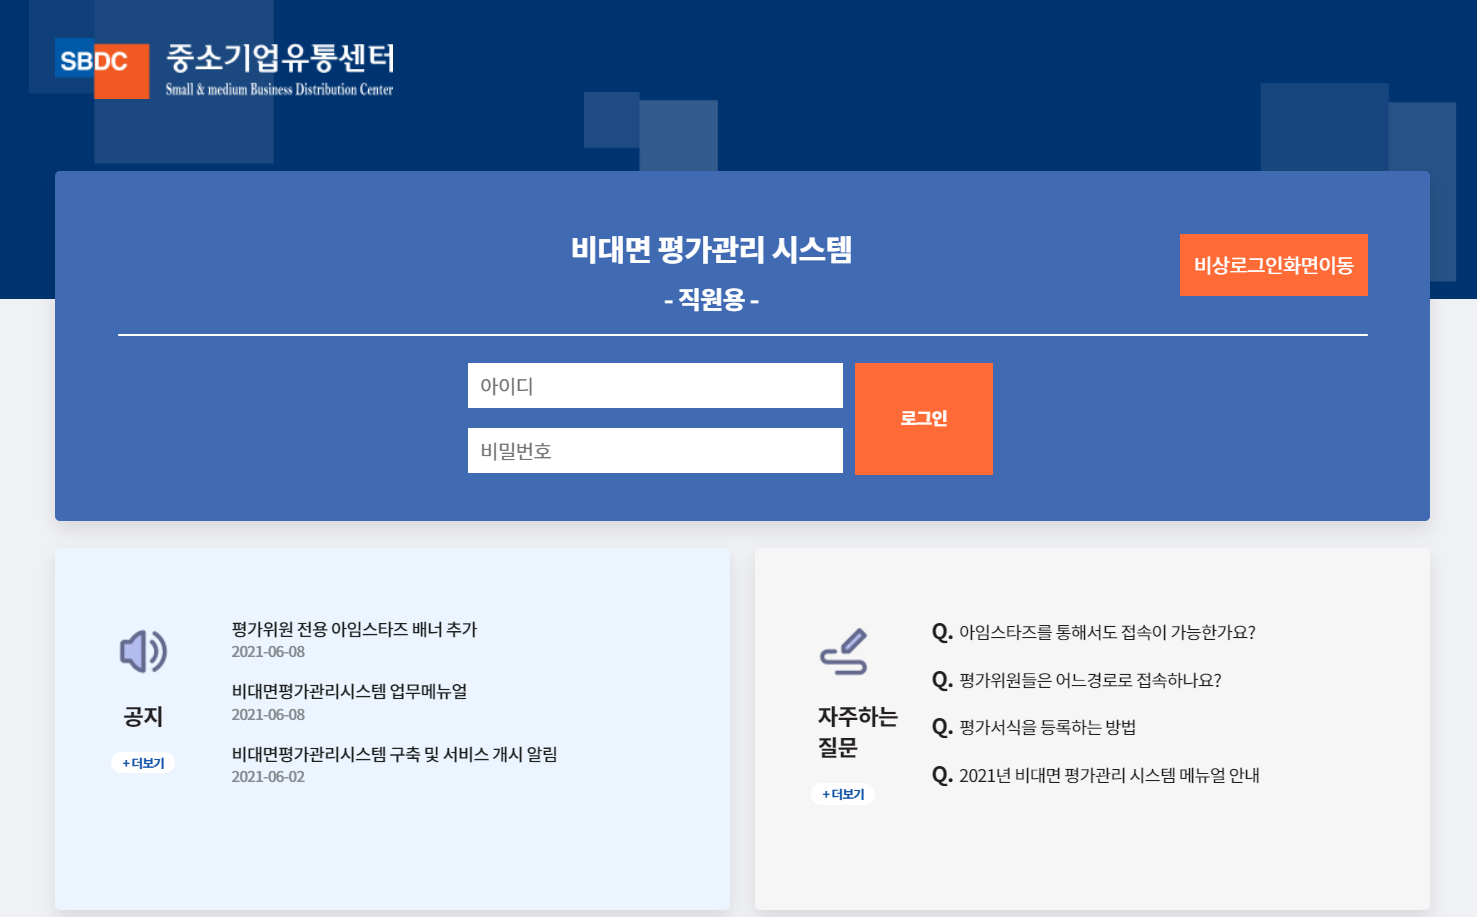 SBDC
중소기업유통센터
Small & medium Business Distribution Center
비대면 평가관리 시스템
- 직원용 -
비상로그인화면이동
아이디
비밀번호
로그인
공지
+ 더보기
평가위원 전용 아임스타즈 배너 추가
2021-06-08
비대면평가관리시스템 업무메뉴얼
2021-06-08
비대면평가관리시스템 구축 및 서비스 개시 알림
2021-06-02
자주하는
질문
+ 더보기
Q. 아임스타즈를 통해서도 접속이 가능한가요?
Q. 평가위원들은 어느경로로 접속하나요?
Q. 평가서식을 등록하는 방법
Q. 2021년 비대면 평가관리 시스템 메뉴얼 안내